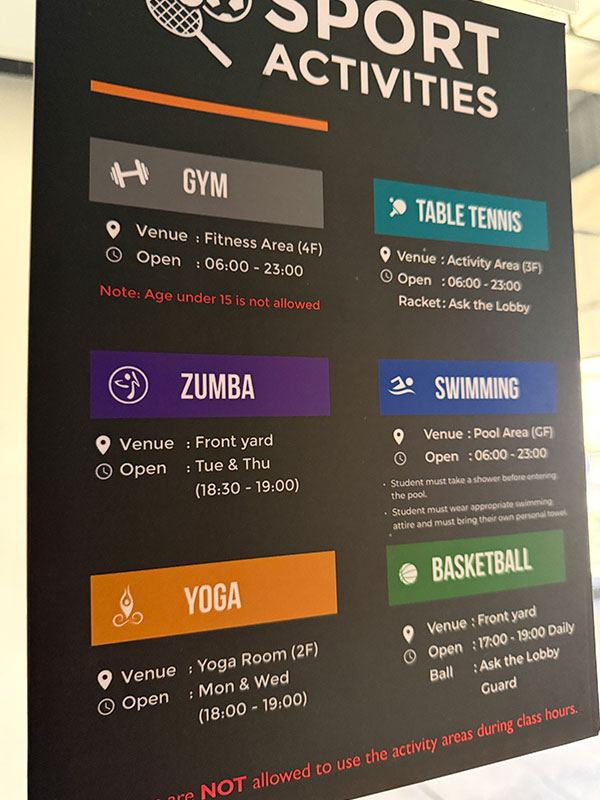 SPORT
ACTIVITIES
GYM
Venue : Fitness Area (4F)
Open : 06:00 - 23:00
Note: Age under 15 is not allowed
TABLE TENNIS
Venue : Activity Area (3F)
Open : 06:00 - 23:00
Racket : Ask the Lobby
ZUMBA
Venue : Front yard
Open : Tue & Thu
(18:30 - 19:00)
SWIMMING
Venue : Pool Area (GF)
Open : 06:00 - 23:00
· Student must take a shower before entering
the pool.
· Student must wear appropriate swimming
attire and must bring their own personal towel.
YOGA
Venue : Yoga Room (2F)
Open : Mon & Wed
(18:00 - 19:00)
BASKETBALL
Venue : Front yard
Open : 17:00 - 19:00 Daily
Ball : Ask the Lobby
Guard
are NOT allowed to use the activity areas during class hours.